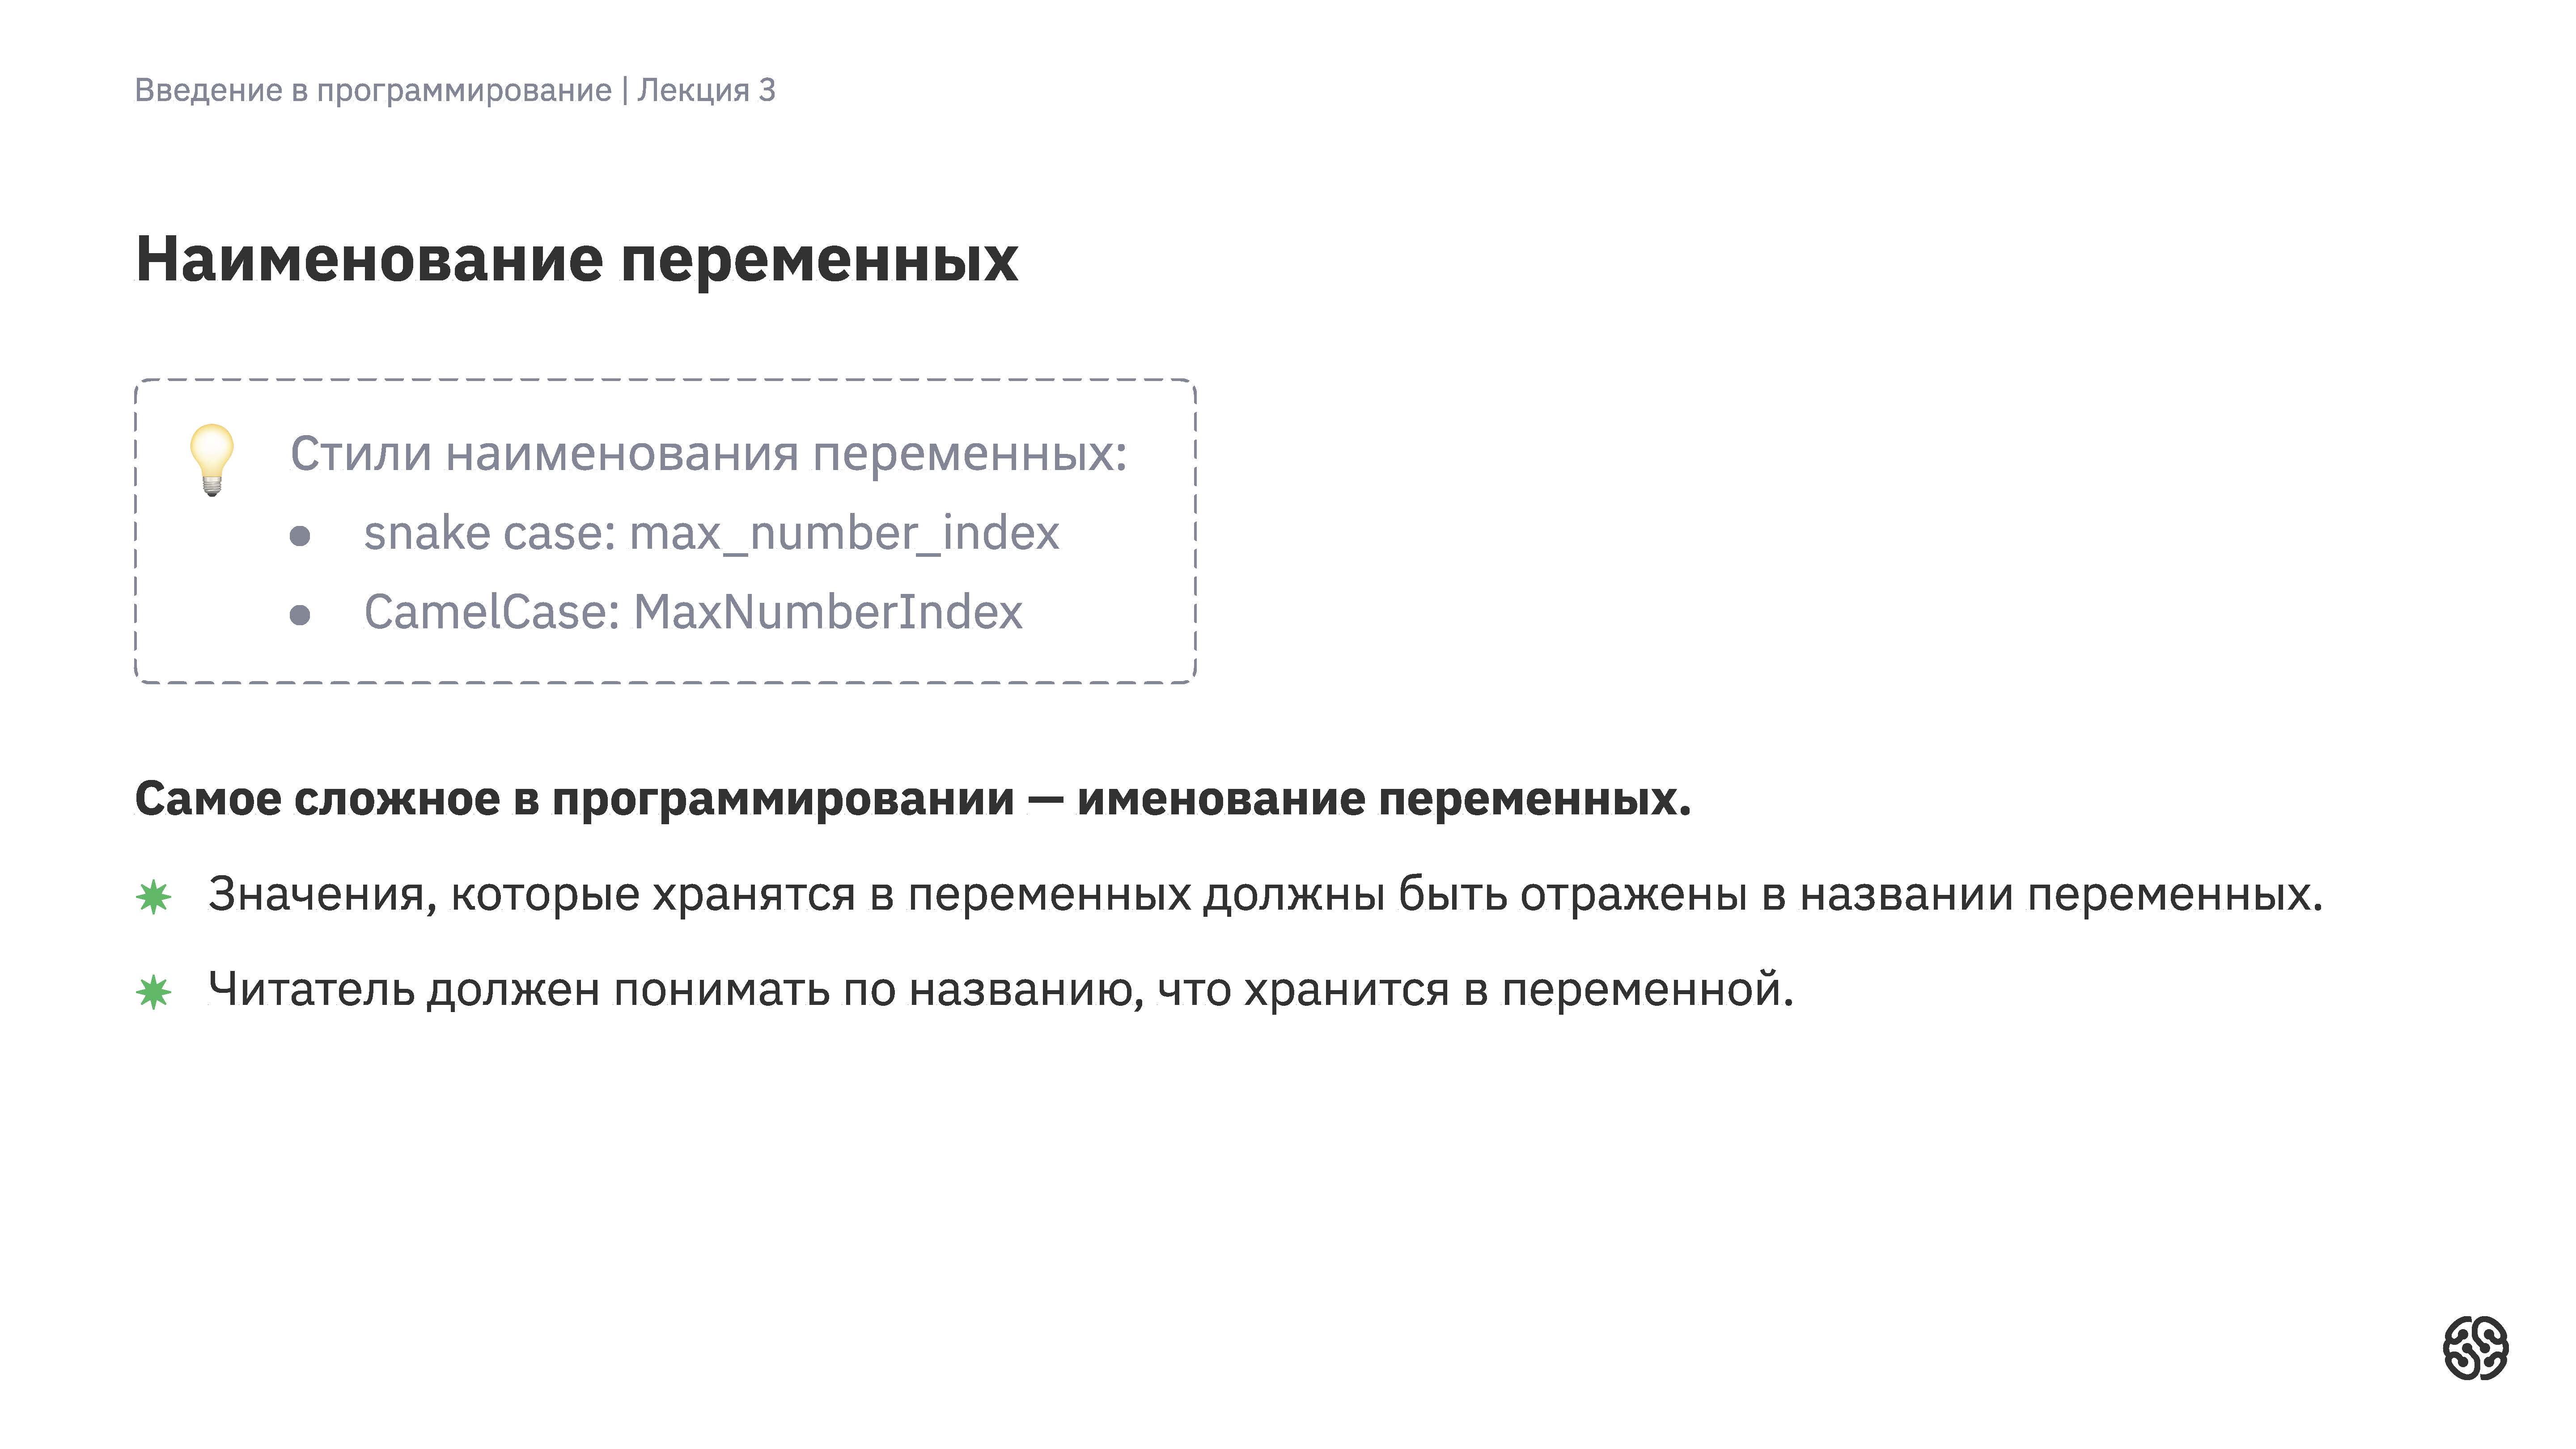 Введение в программирование | Лекция 3
Наименование переменных
Стили наименования переменных:
● snake case: max_number_index
● CamelCase: MaxNumberIndex
Самое сложное в программировании — именование переменных.
Значения, которые хранятся в переменных должны быть отражены в названии переменных.
Читатель должен понимать по названию, что хранится в переменной.